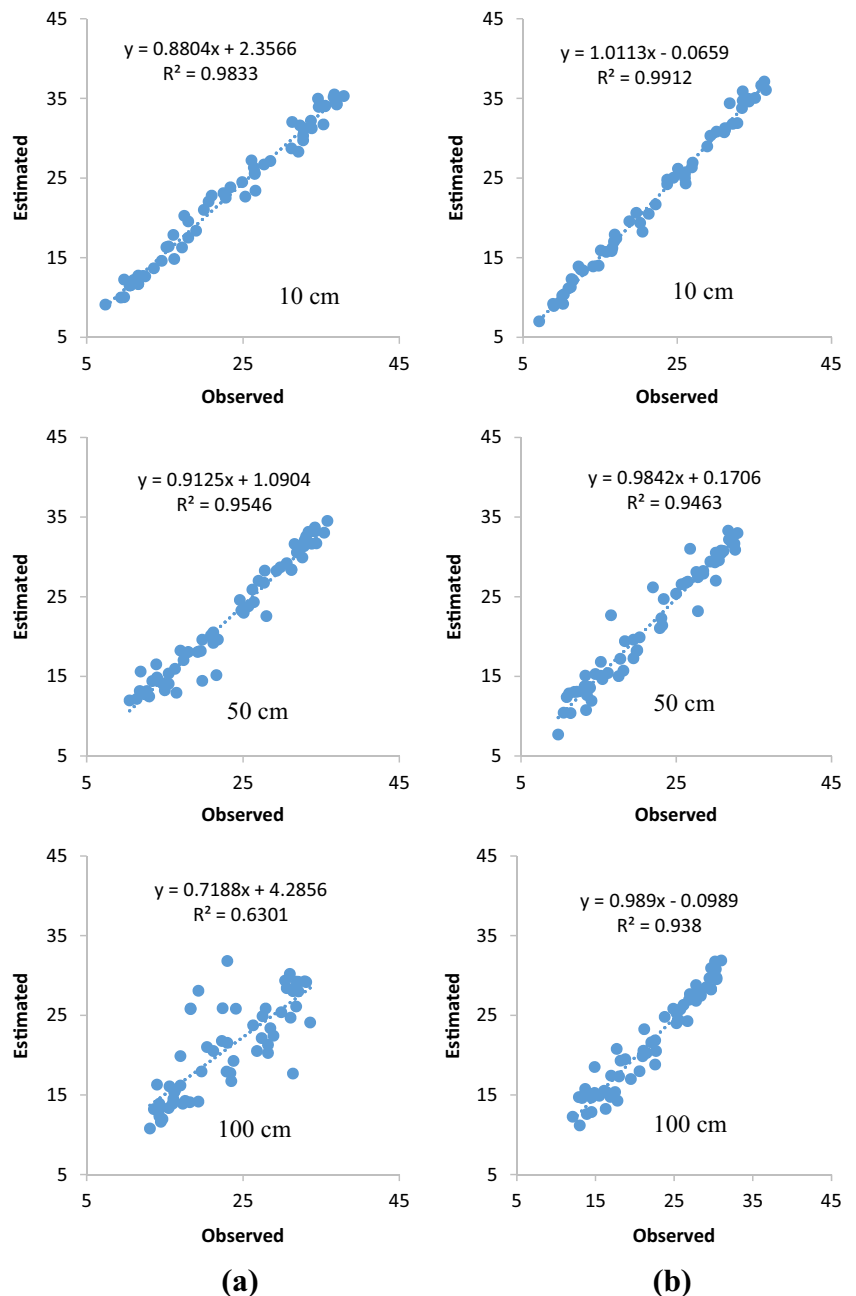 45
y = 0.8804x + 2.3566
R² = 0.9833
35
Estimated
25
15
10 cm
5
5 25 45
Observed
45
y = 1.0113x - 0.0659
R² = 0.9912
35
Estimated
25
15
10 cm
5
5 25 45
Observed
45
y = 0.9125x + 1.0904
R² = 0.9546
35
Estimated
25
15
50 cm
5
5 25 45
Observed
45
y = 0.9842x + 0.1706
R² = 0.9463
35
Estimated
25
15
50 cm
5
5 25 45
Observed
45
y = 0.7188x + 4.2856
R² = 0.6301
35
Estimated
25
15
100 cm
5
5 25 45
Observed
45
y = 0.989x - 0.0989
R² = 0.938
35
Estimated
25
15
100 cm
5
5 15 25 35 45
Observed
(a)
(b)